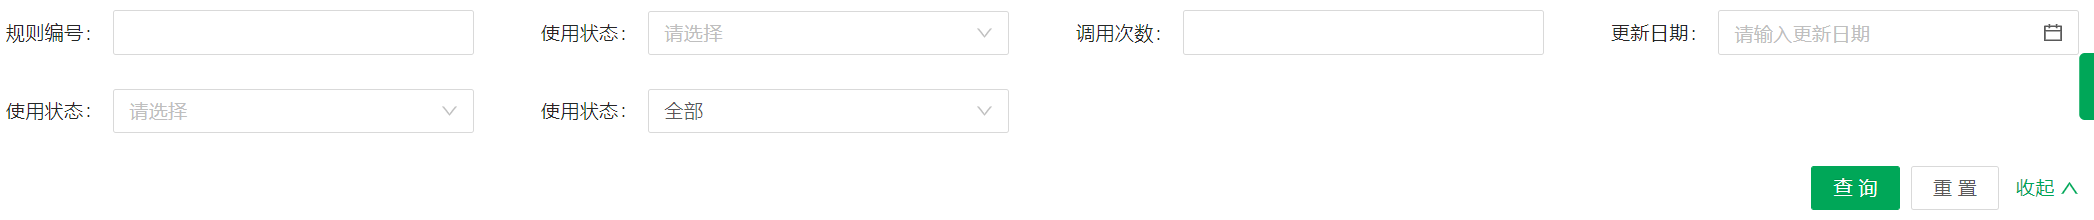 规则编号： 使用状态： 请选择 调用次数： 更新日期： 请输入更新日期
使用状态： 请选择 使用状态： 全部
查 询 重 置 收起